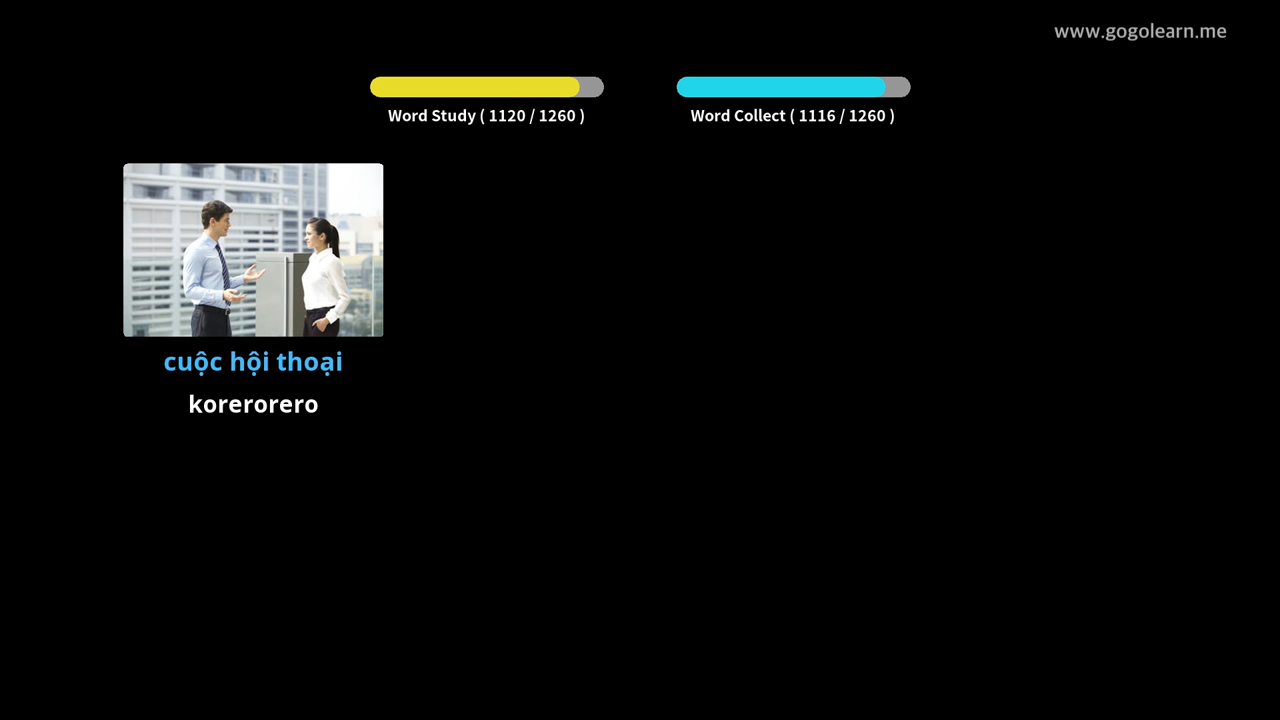 www.gogolearn.me
Word Study ( 1120 / 1260 )
Word Collect ( 1116 / 1260 )
cuộc hội thoại
korerorero